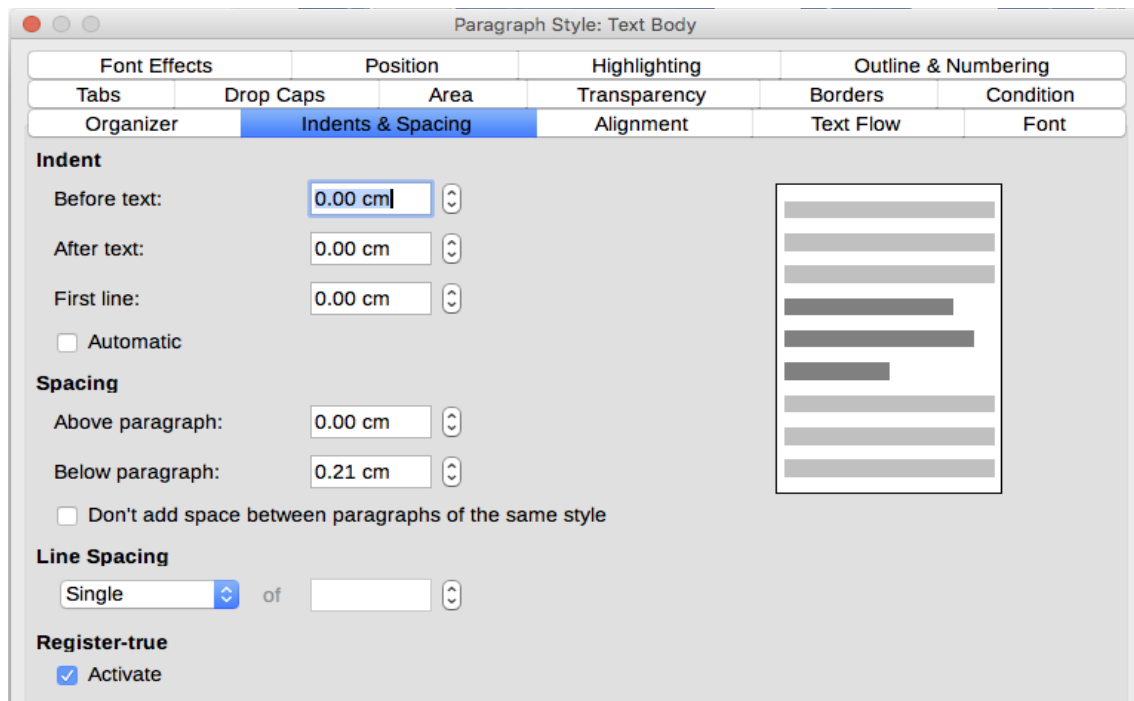 Paragraph Style: Text Body
Font Effects Position Highlighting Outline & Numbering
Tabs Drop Caps Area Transparency Borders Condition
Organizer Indents & Spacing Alignment Text Flow Font
Indent
Before text: 0.00 cm
After text: 0.00 cm
First line: 0.00 cm
Automatic
Spacing
Above paragraph: 0.00 cm
Below paragraph: 0.21 cm
Don't add space between paragraphs of the same style
Line Spacing
Single of
Register-true
Activate